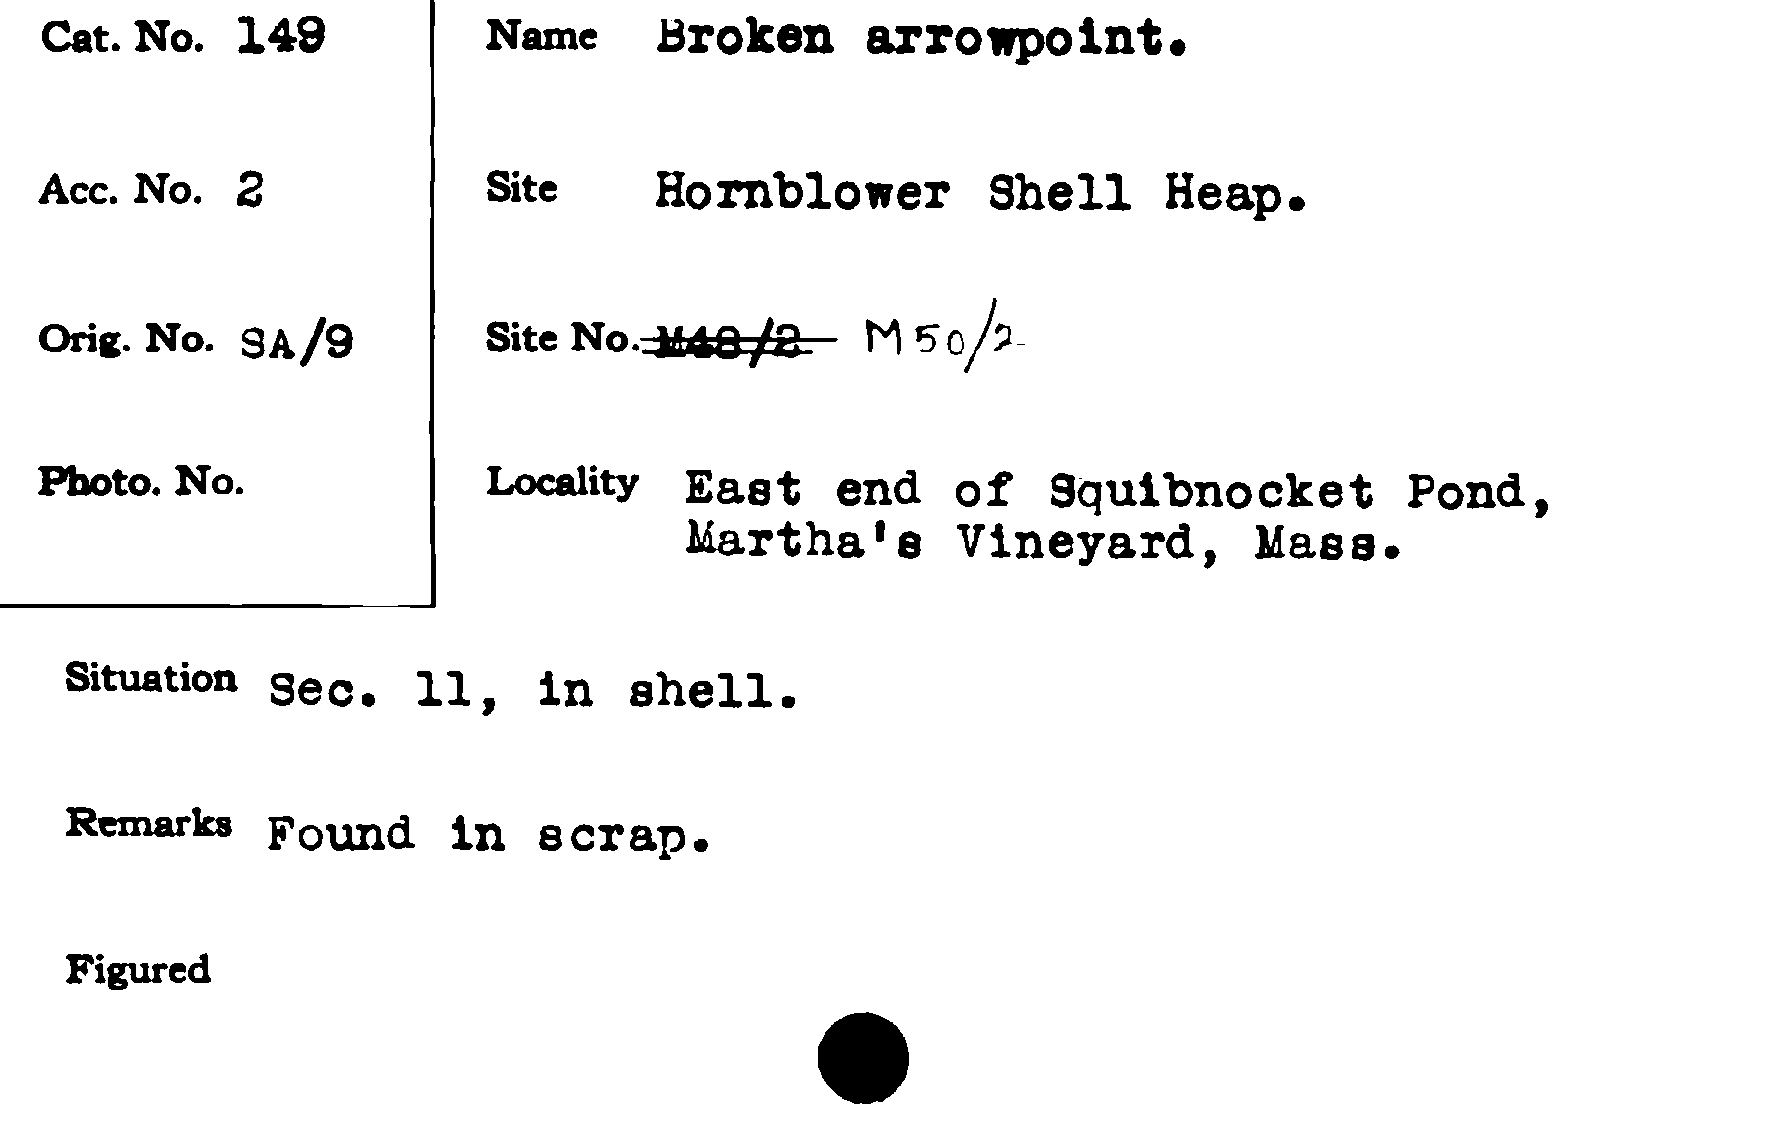 Cat. No. 149
Name Broken arrowpoint.
Acc. No. 2
Site Hornblower Shell Heap.
Orig. No. SA/9
Site No. M48/2 M50/2
Photo. No.
Locality East end of Squibnocket Pond,
Martha's Vineyard, Mass.
Situation Sec. 11, in shell.
Remarks Found in scrap.
Figured